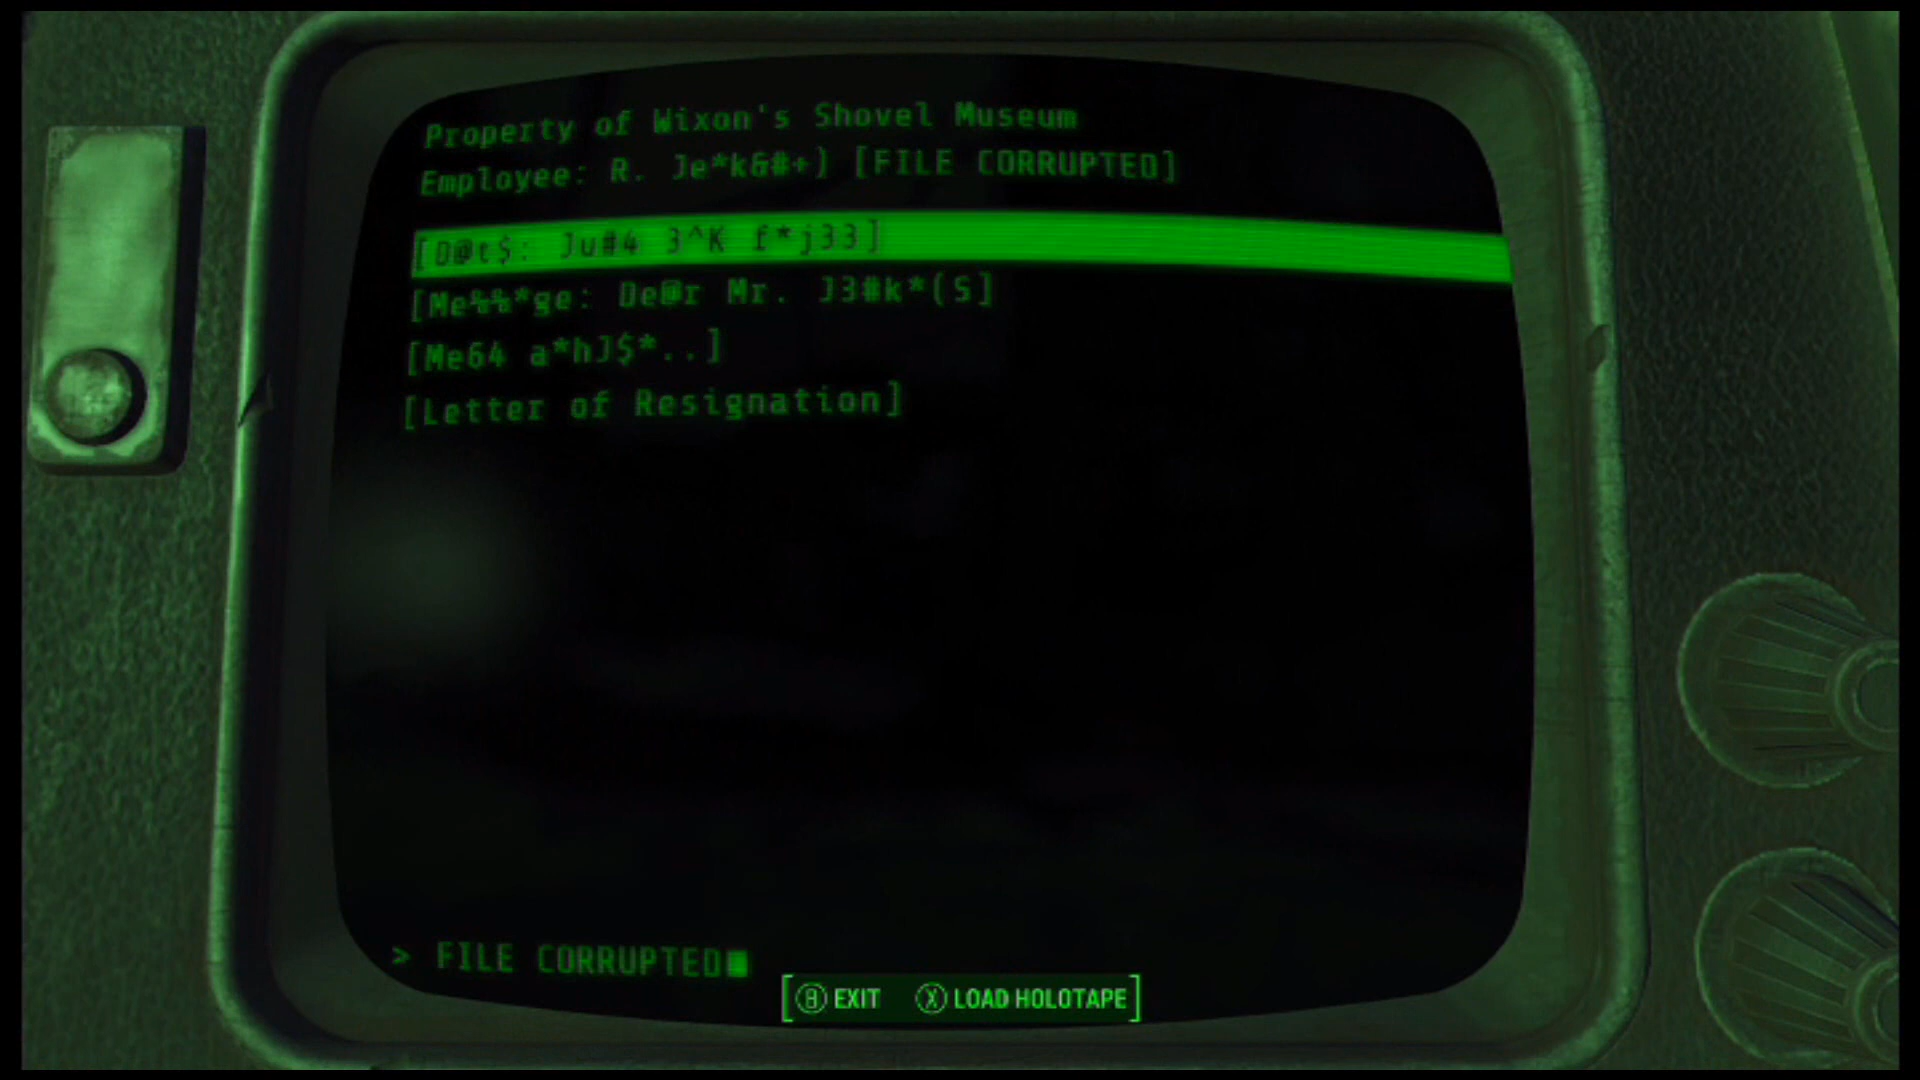 Property of Wixon's Shovel Museum
Employee: R. Je*k&#+) [FILE CORRUPTED]
[D@t$: Ju#4 3^K f*j33]
[Me%%*ge: De@r Mr. J3#k*(S]
[Me64 a*hJ$*..]
[Letter of Resignation]
> FILE CORRUPTED
[Ⓑ EXIT Ⓧ LOAD HOLOTAPE]